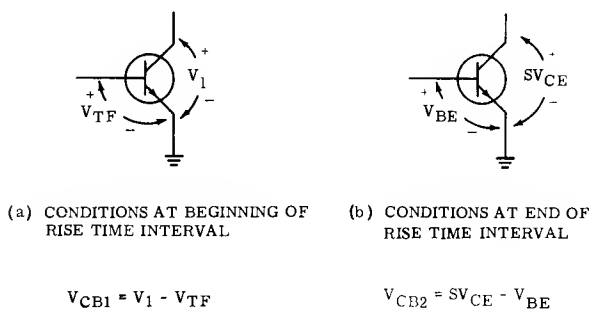 +
V1
−
+
VTF
−
+
SVCE
−
+
VBE
−
(a) CONDITIONS AT BEGINNING OF
RISE TIME INTERVAL
(b) CONDITIONS AT END OF
RISE TIME INTERVAL
VCB1 = V1 - VTF
VCB2 = SVCE - VBE